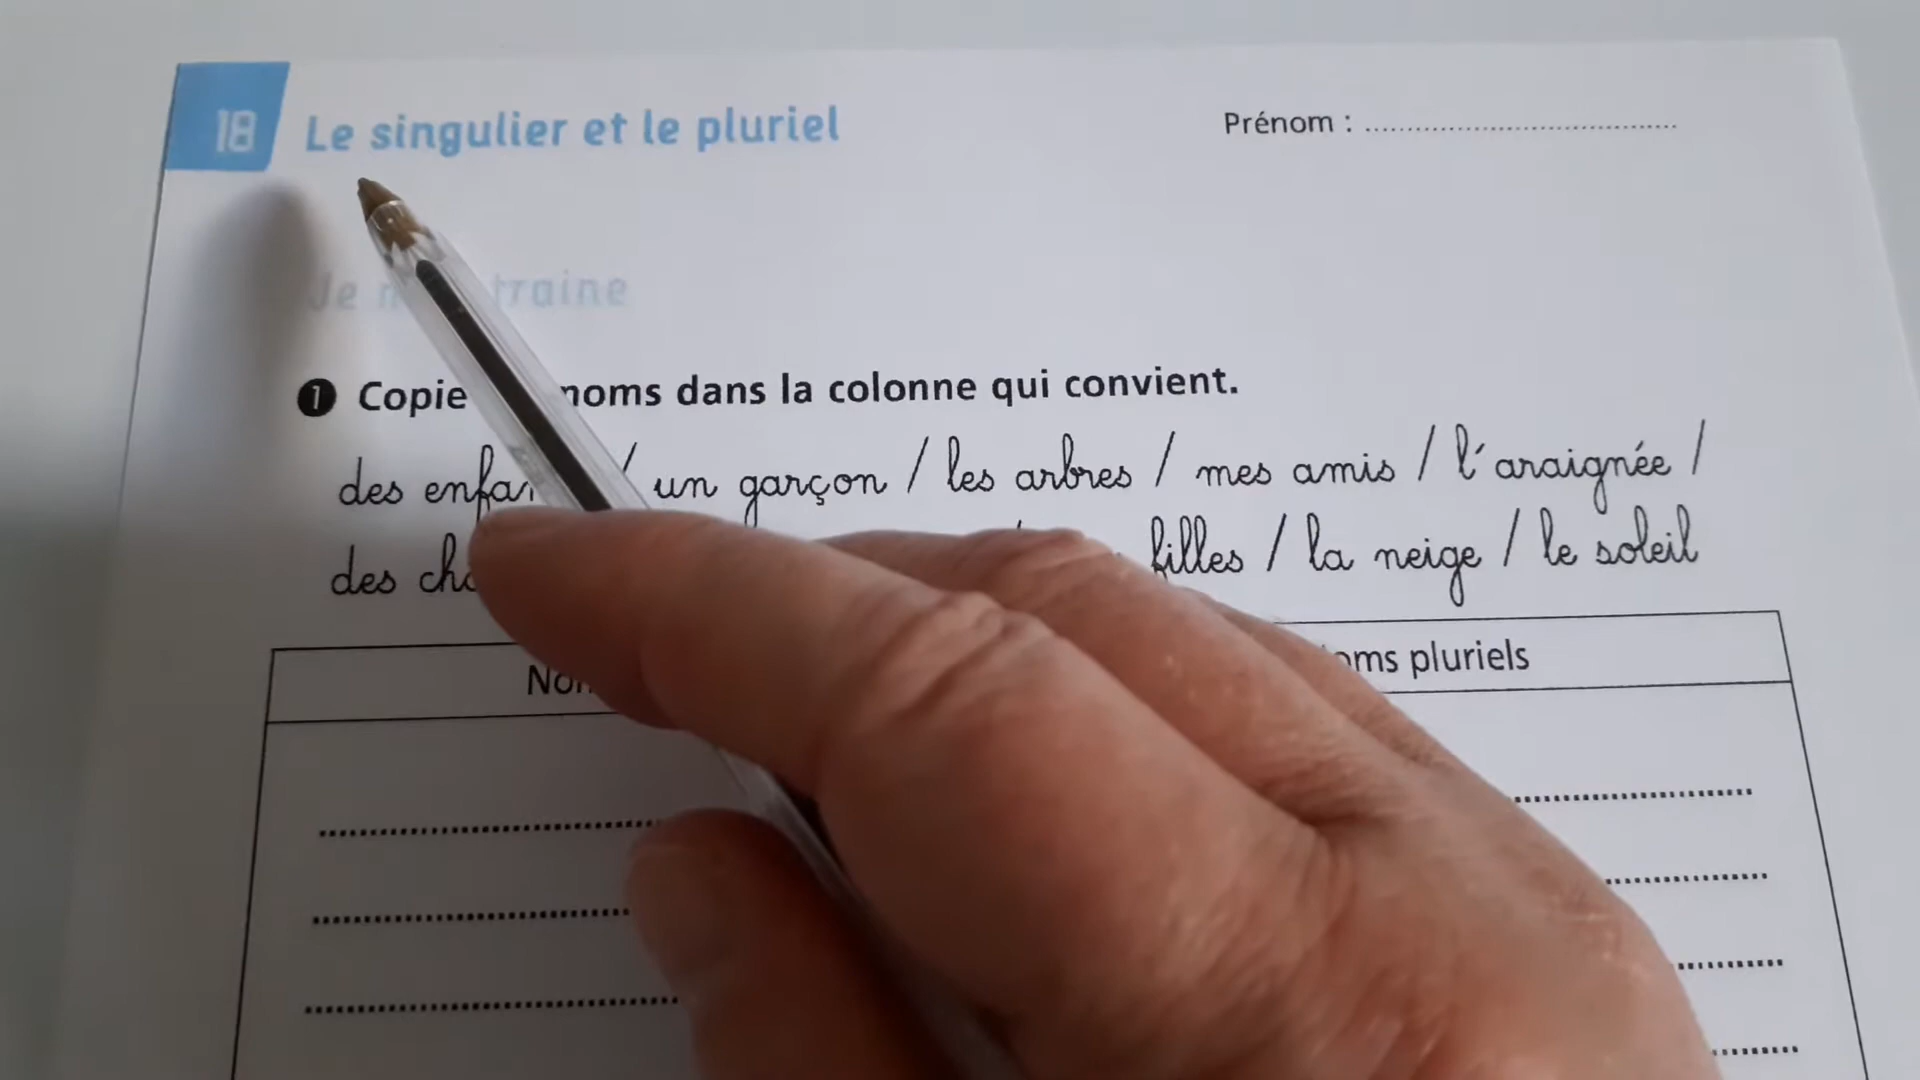 18 Le singulier et le pluriel
Prénom :
Je traine
1 Copie noms dans la colonne qui convient.
des / un garçon / les arbres / mes amis / l'araignée /
des filles / la neige / le soleil
pluriels